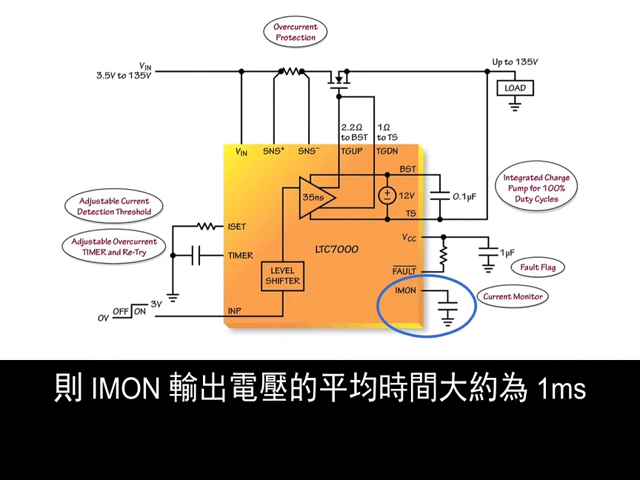 Overcurrent
Protection
VIN
3.5V to 135V
Up to 135V
LOAD
2.2Ω
to BST
1Ω
to TS
VIN
SNS+
SNS−
TGUP
TGDN
BST
35ns
12V
0.1µF
TS
Integrated Charge
Pump for 100%
Duty Cycles
Adjustable Current
Detection Threshold
Adjustable Overcurrent
TIMER and Re-Try
ISET
TIMER
LTC7000
VCC
1µF
FAULT
Fault Flag
LEVEL
SHIFTER
IMON
Current Monitor
INP
0V
OFF
ON
3V
則 IMON 輸出電壓的平均時間大約為 1ms